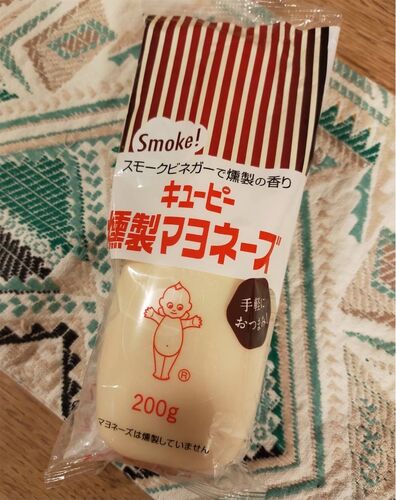 Smoke!
スモークビネガーで燻製の香り
キユーピー
燻製マヨネーズ
手軽に
おつまみ!
®
200g
マヨネーズは燻製していません